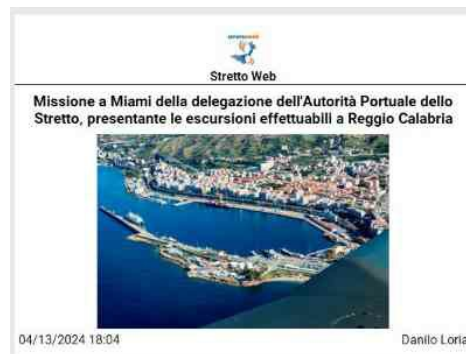 strettoweb
Stretto Web
Missione a Miami della delegazione dell'Autorità Portuale dello
Stretto, presentante le escursioni effettuabili a Reggio Calabria
04/13/2024 18:04
Danilo Loria